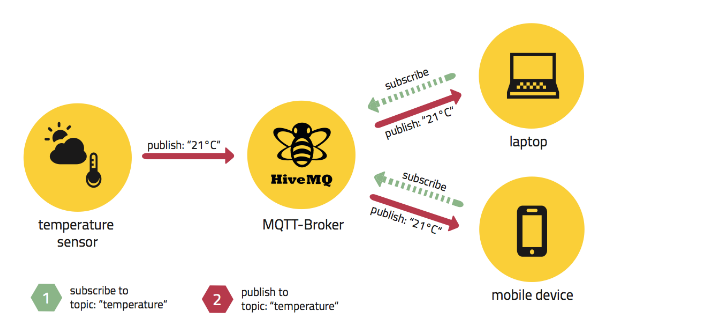 subscribe
publish: “21°C”
laptop
publish: “21°C”
HiveMQ
MQTT-Broker
temperature
sensor
subscribe
publish: “21°C”
mobile device
1
subscribe to
topic: “temperature”
2
publish to
topic: “temperature”